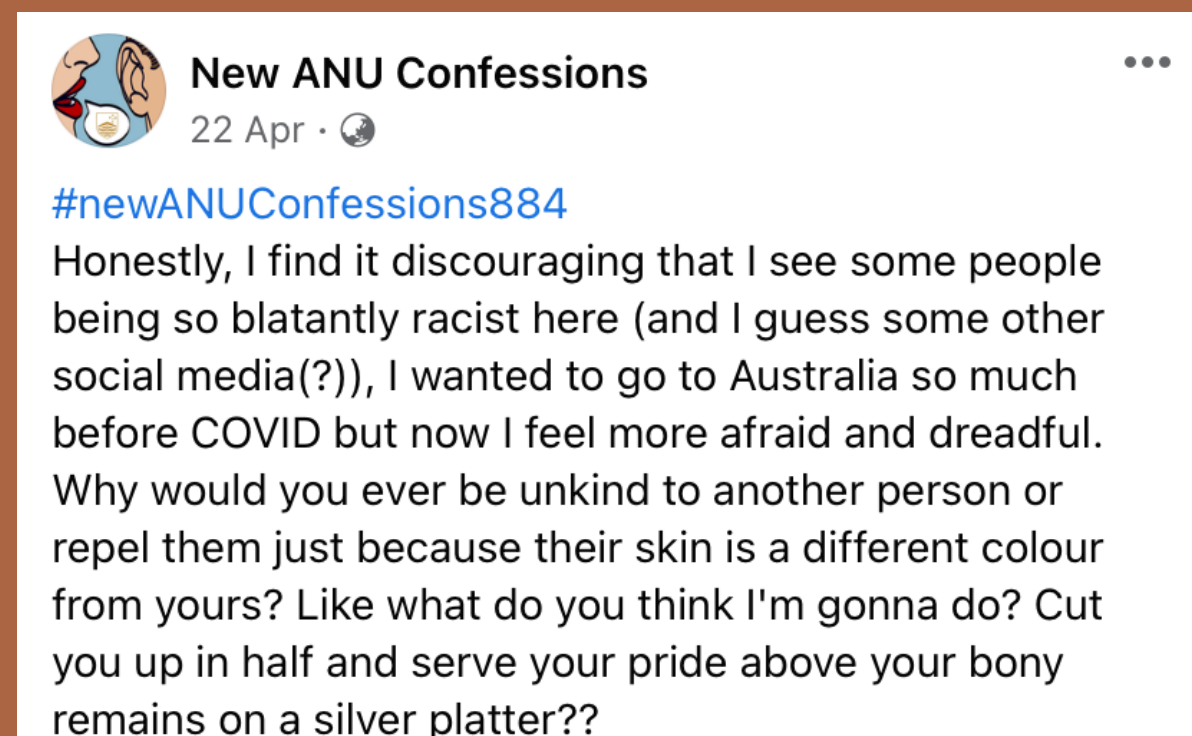 New ANU Confessions
22 Apr ·
#newANUConfessions884
Honestly, I find it discouraging that I see some people
being so blatantly racist here (and I guess some other
social media(?)), I wanted to go to Australia so much
before COVID but now I feel more afraid and dreadful.
Why would you ever be unkind to another person or
repel them just because their skin is a different colour
from yours? Like what do you think I'm gonna do? Cut
you up in half and serve your pride above your bony
remains on a silver platter??